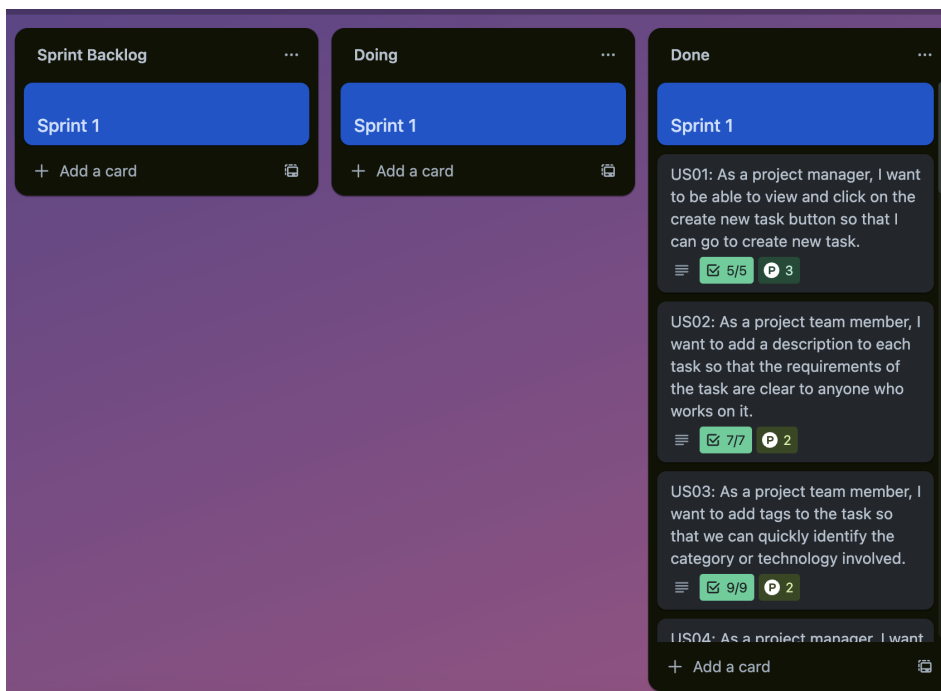 Sprint Backlog
Sprint 1
+ Add a card
Doing
Sprint 1
+ Add a card
Done
Sprint 1
US01: As a project manager, I want
to be able to view and click on the
create new task button so that I
can go to create new task.
5/5 P 3
US02: As a project team member, I
want to add a description to each
task so that the requirements of
the task are clear to anyone who
works on it.
7/7 P 2
US03: As a project team member, I
want to add tags to the task so
that we can quickly identify the
category or technology involved.
9/9 P 2
US04: As a project manager, I want
+ Add a card